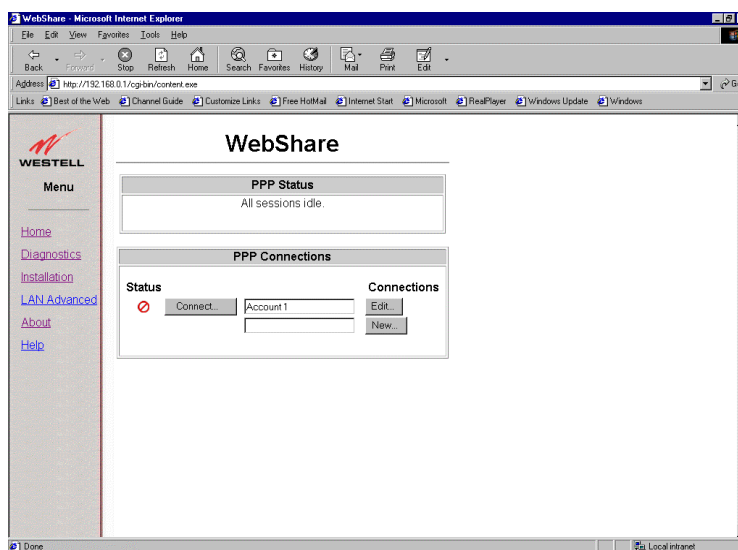 WebShare - Microsoft Internet Explorer
File Edit View Favorites Tools Help
Back Forward Stop Refresh Home Search Favorites History Mail Print Edit
Address http://192.168.0.1/cgi-bin/content.exe
Links Best of the Web Channel Guide Customize Links Free HotMail Internet Start Microsoft RealPlayer Windows Update Windows
WESTELL
Menu
Home
Diagnostics
Installation
LAN Advanced
About
Help
WebShare
PPP Status
All sessions idle.
PPP Connections
Status Connections
Connect... Account1 Edit...
New...
Done Local intranet